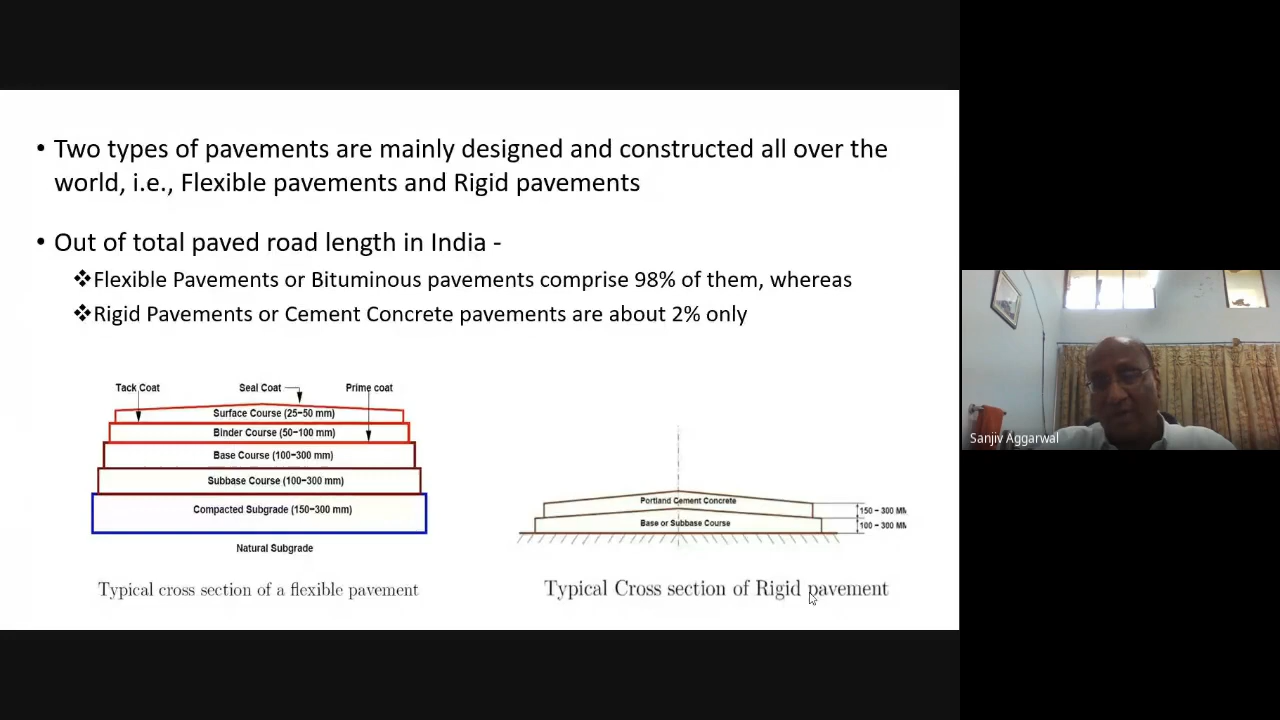 • Two types of pavements are mainly designed and constructed all over the
world, i.e., Flexible pavements and Rigid pavements
• Out of total paved road length in India -
❖Flexible Pavements or Bituminous pavements comprise 98% of them, whereas
❖Rigid Pavements or Cement Concrete pavements are about 2% only
Tack Coat
Seal Coat
Prime coat
Surface Course (25-50 mm)
Binder Course (50-100 mm)
Base Course (100-300 mm)
Subbase Course (100-300 mm)
Compacted Subgrade (150-300 mm)
Natural Subgrade
Typical cross section of a flexible pavement
Portland Cement Concrete
150 - 300 MM
Base or Subbase Course
100 - 300 MM
Typical Cross section of Rigid pavement
Sanjiv Aggarwal